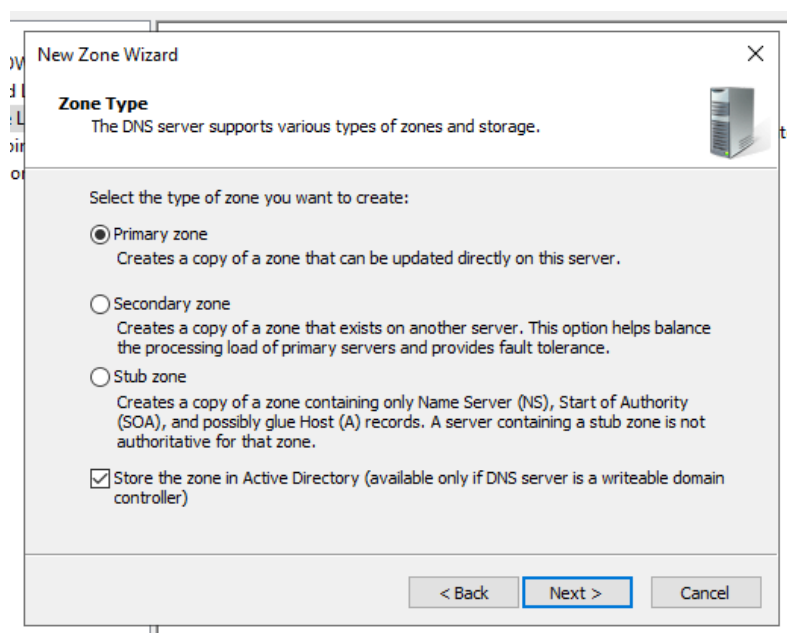 New Zone Wizard
Zone Type
The DNS server supports various types of zones and storage.
Select the type of zone you want to create:
Primary zone
Creates a copy of a zone that can be updated directly on this server.
Secondary zone
Creates a copy of a zone that exists on another server. This option helps balance
the processing load of primary servers and provides fault tolerance.
Stub zone
Creates a copy of a zone containing only Name Server (NS), Start of Authority
(SOA), and possibly glue Host (A) records. A server containing a stub zone is not
authoritative for that zone.
Store the zone in Active Directory (available only if DNS server is a writeable domain
controller)
< Back Next > Cancel